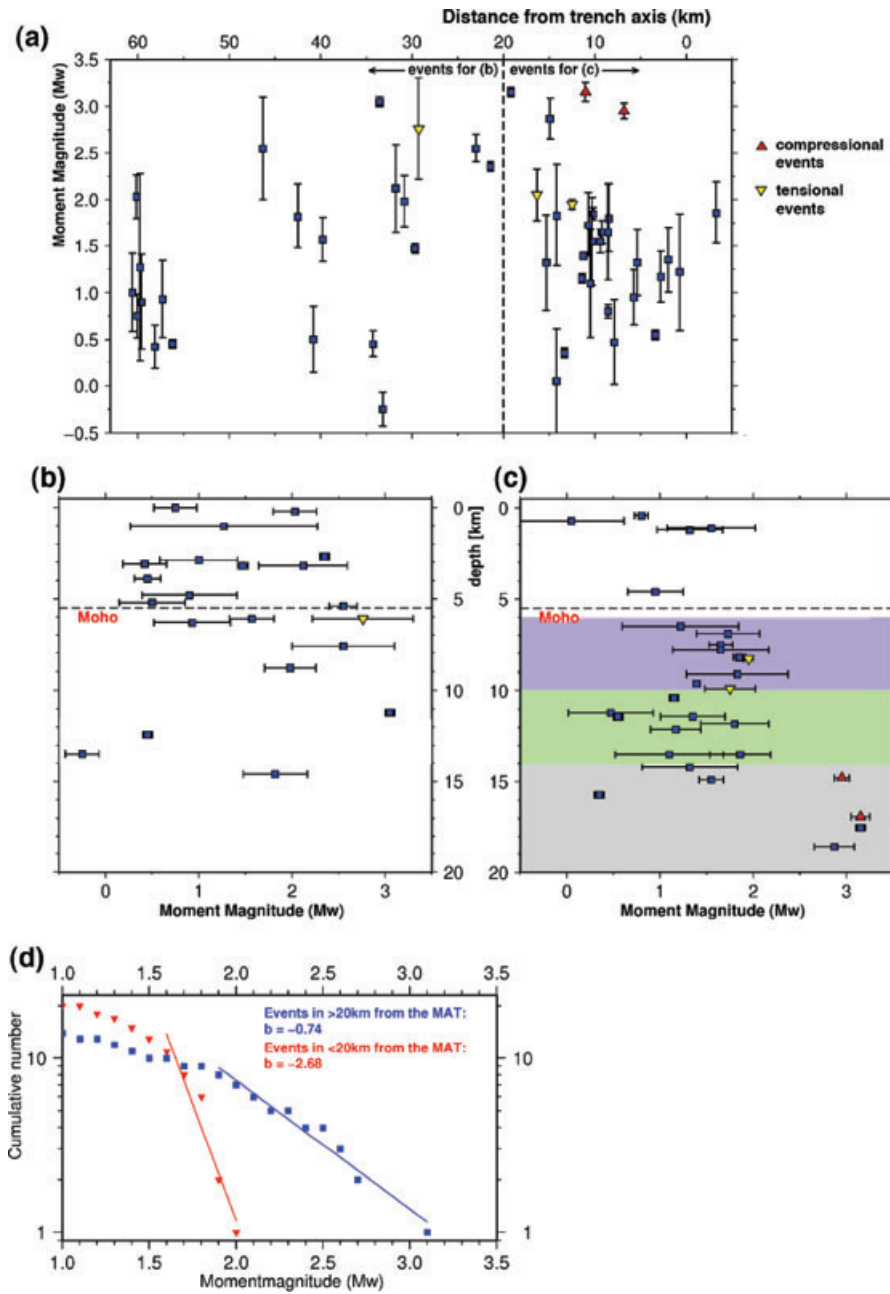 Distance from trench axis (km)
(a)
60 50 40 30 20 10 0
events for (b) events for (c)
Moment Magnitude (Mw)
3.5
3.0
2.5
2.0
1.5
1.0
0.5
0.0
−0.5
compressional
events
tensional
events
(b)
(c)
depth [km]
0
5
10
15
20
Moho
0 1 2 3
Moment Magnitude (Mw)
0
5
10
15
20
Moho
0 1 2 3
Moment Magnitude (Mw)
(d)
1.0 1.5 2.0 2.5 3.0 3.5
Events in >20km from the MAT:
b = −0.74
Events in <20km from the MAT:
b = −2.68
Cumulative number
10
1
10
1
1.0 1.5 2.0 2.5 3.0 3.5
Momentmagnitude (Mw)